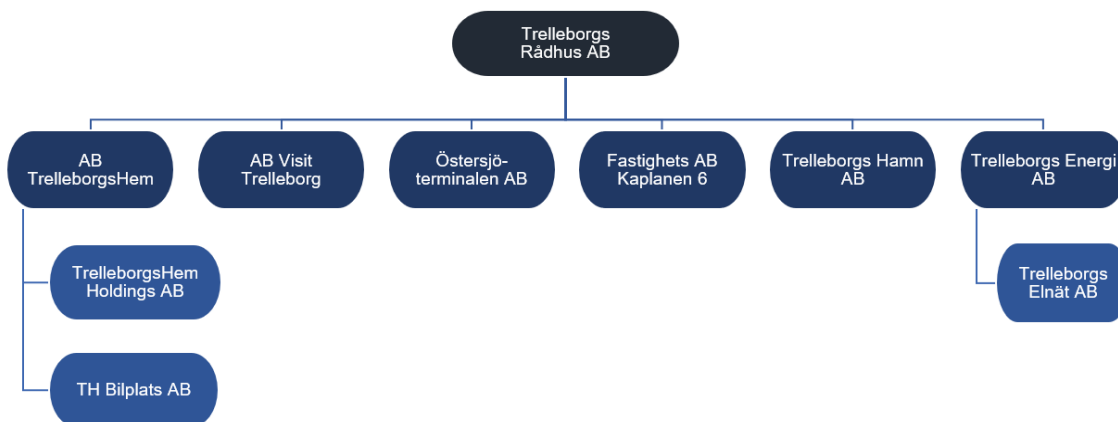 Trelleborgs
Rådhus AB
AB
TrelleborgsHem
AB Visit
Trelleborg
Östersjö-
terminalen AB
Fastighets AB
Kaplanen 6
Trelleborgs Hamn
AB
Trelleborgs Energi
AB
TrelleborgsHem
Holdings AB
Trelleborgs
Elnät AB
TH Bilplats AB